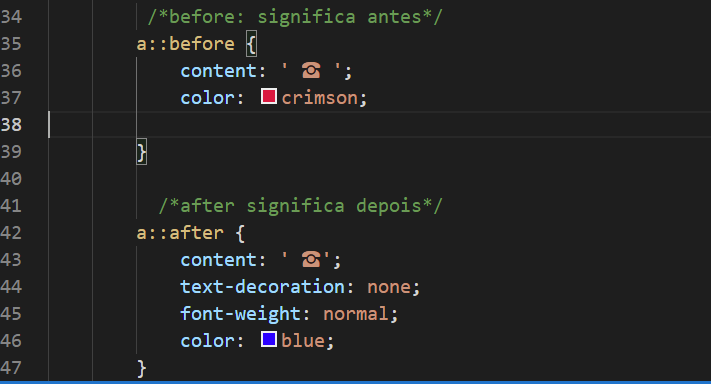 34 /*before: significa antes*/
35 a::before {
36 content: ' ☎ ';
37 color: crimson;
38
39 }
40
41 /*after significa depois*/
42 a::after {
43 content: ' ☎';
44 text-decoration: none;
45 font-weight: normal;
46 color: blue;
47 }